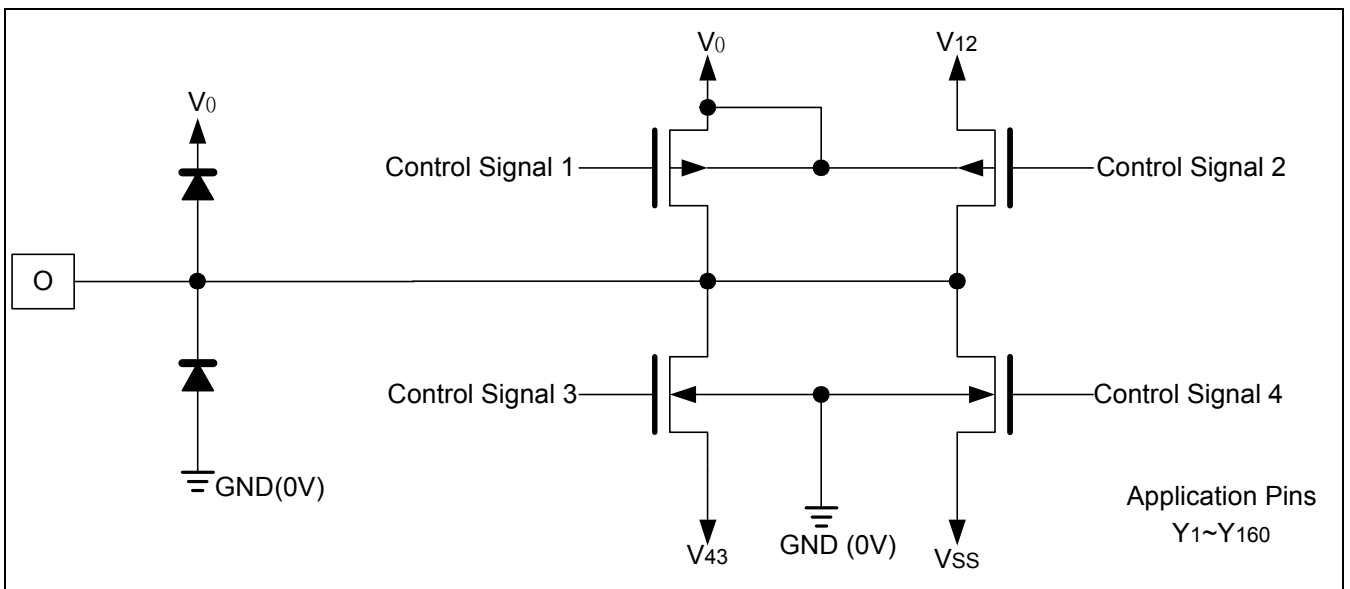 V0
V12
V0
Control Signal 1
Control Signal 2
O
Control Signal 3
Control Signal 4
GND(0V)
Application Pins
Y1~Y160
V43
GND (0V)
VSS